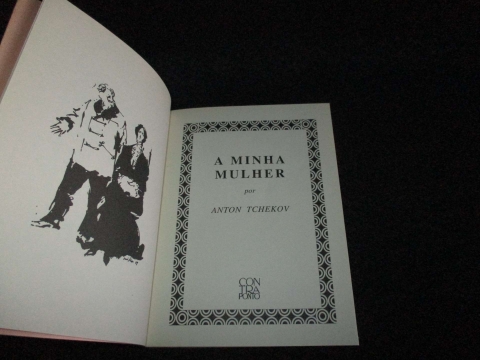 A MINHA
MULHER
por
ANTON TCHEKOV
CON
TRA
PONTO